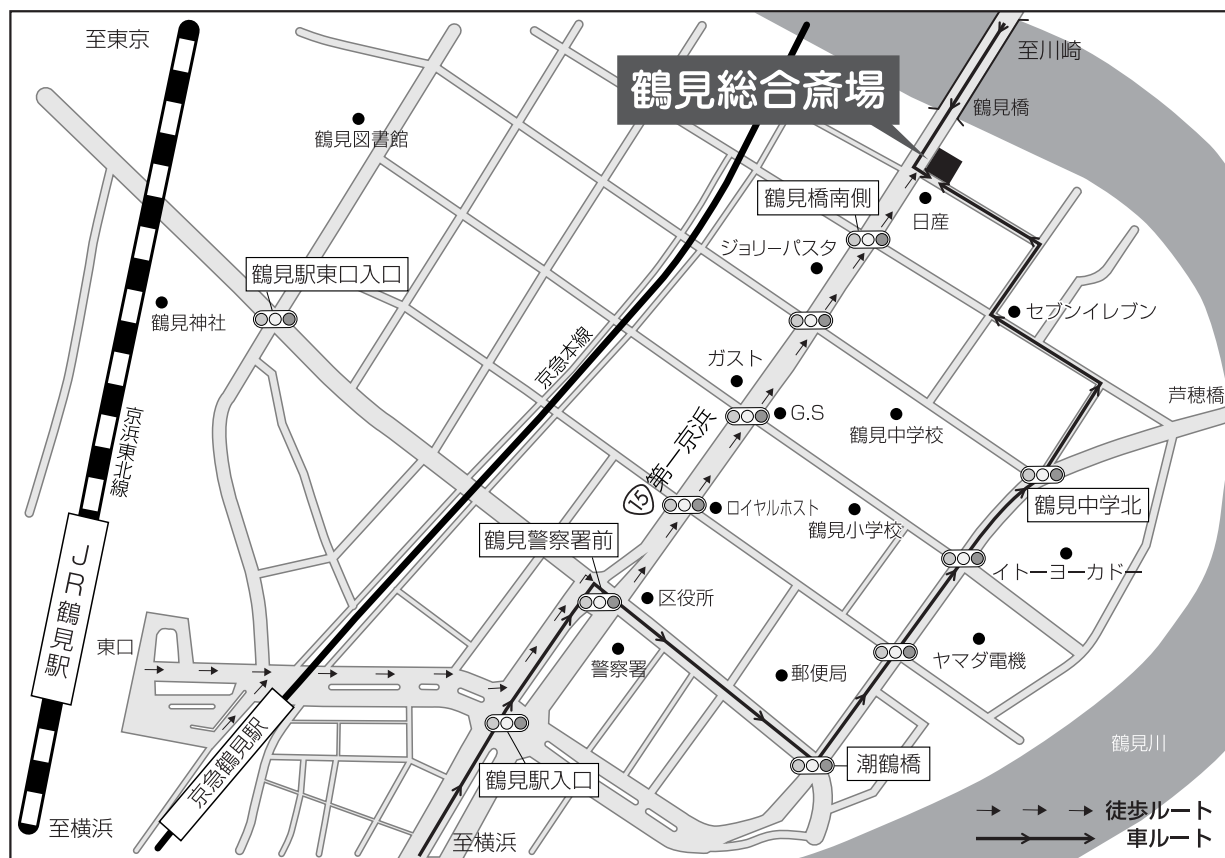 至東京
至川崎
鶴見総合斎場
鶴見橋
鶴見図書館
鶴見橋南側
日産
ジョリーパスタ
鶴見駅東口入口
鶴見神社
セブンイレブン
京急本線
ガスト
芦穂橋
G.S
鶴見中学校
京浜東北線
第一京浜
15
ロイヤルホスト
鶴見小学校
鶴見中学北
鶴見警察署前
イトーヨーカドー
JR鶴見駅
区役所
東口
警察署
郵便局
ヤマダ電機
京急鶴見駅
鶴見駅入口
潮鶴橋
鶴見川
至横浜
至横浜
徒歩ルート
車ルート